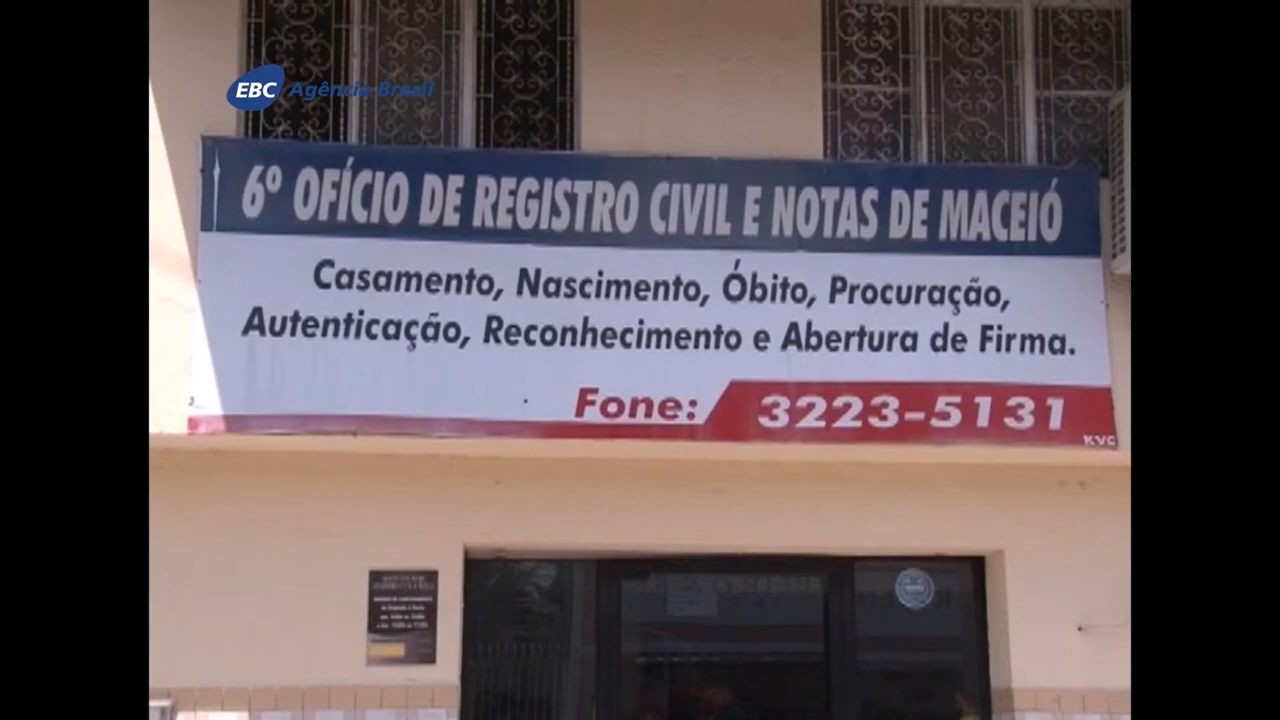 EBC Agência Brasil
6º OFÍCIO DE REGISTRO CIVIL E NOTAS DE MACEIÓ
Casamento, Nascimento, Óbito, Procuração,
Autenticação, Reconhecimento e Abertura de Firma.
Fone: 3223-5131
KVC